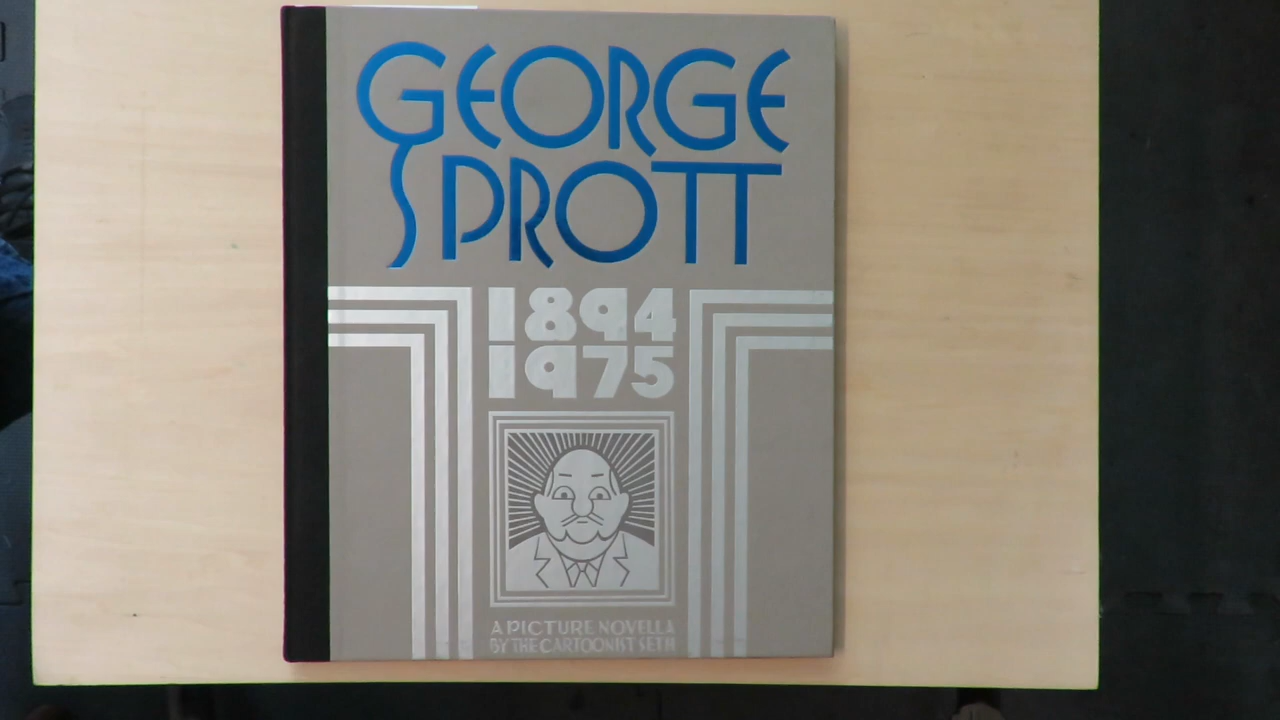 GEORGE
SPROTT
1894
1975
A PICTURE NOVELLA
BY THE CARTOONIST SETH